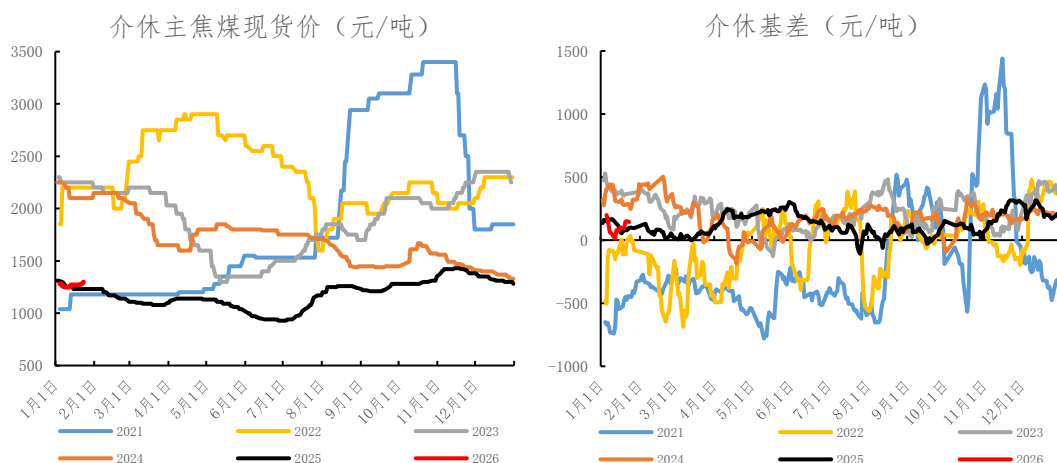 介休主焦煤现货价（元/吨）
3500
3000
2500
2000
1500
1000
500
1月1日
2月1日
3月1日
4月1日
5月1日
6月1日
7月1日
8月1日
9月1日
10月1日
11月1日
12月1日
2021
2022
2023
2024
2025
2026
介休基差（元/吨）
1500
1000
500
0
-500
-1000
1月1日
2月1日
3月1日
4月1日
5月1日
6月1日
7月1日
8月1日
9月1日
10月1日
11月1日
12月1日
2021
2022
2023
2024
2025
2026